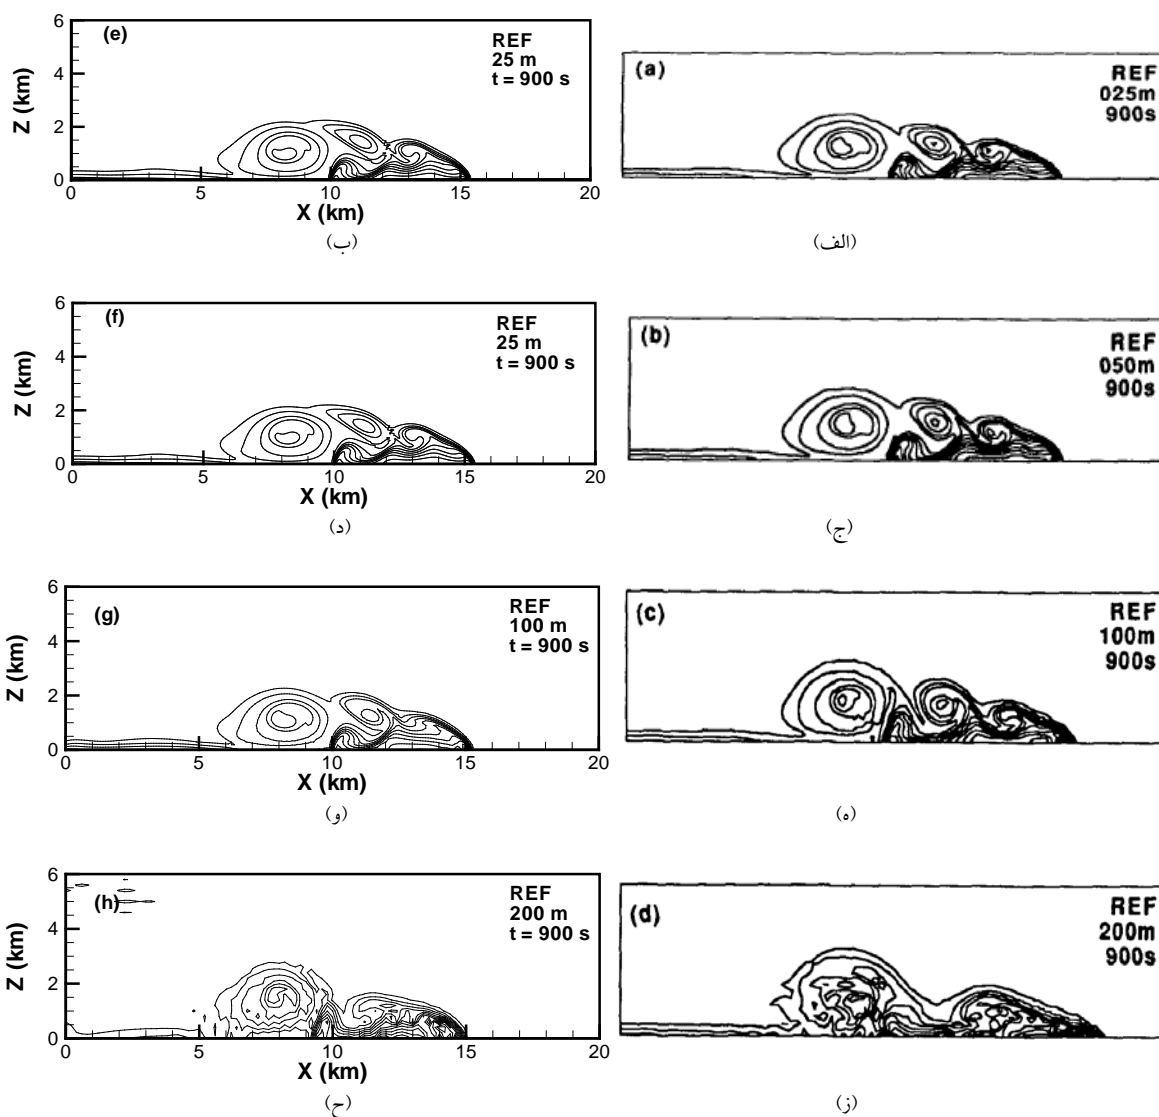 (e)
REF
25 m
t = 900 s
Z (km)
6
4
2
0
0 5 10 15 20
X (km)
(ب)
(a)
REF
025m
900s
(الف)
(f)
REF
25 m
t = 900 s
Z (km)
6
4
2
0
0 5 10 15 20
X (km)
(د)
(b)
REF
050m
900s
(ج)
(g)
REF
100 m
t = 900 s
Z (km)
6
4
2
0
0 5 10 15 20
X (km)
(و)
(c)
REF
100m
900s
(ه)
(h)
REF
200 m
t = 900 s
Z (km)
6
4
2
0
0 5 10 15 20
X (km)
(ح)
(d)
REF
200m
900s
(ز)